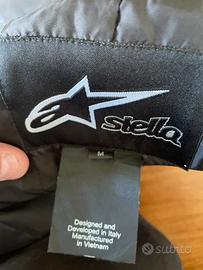 stella
M
Designed and
Developed in Italy
Manufactured
in Vietnam
subito